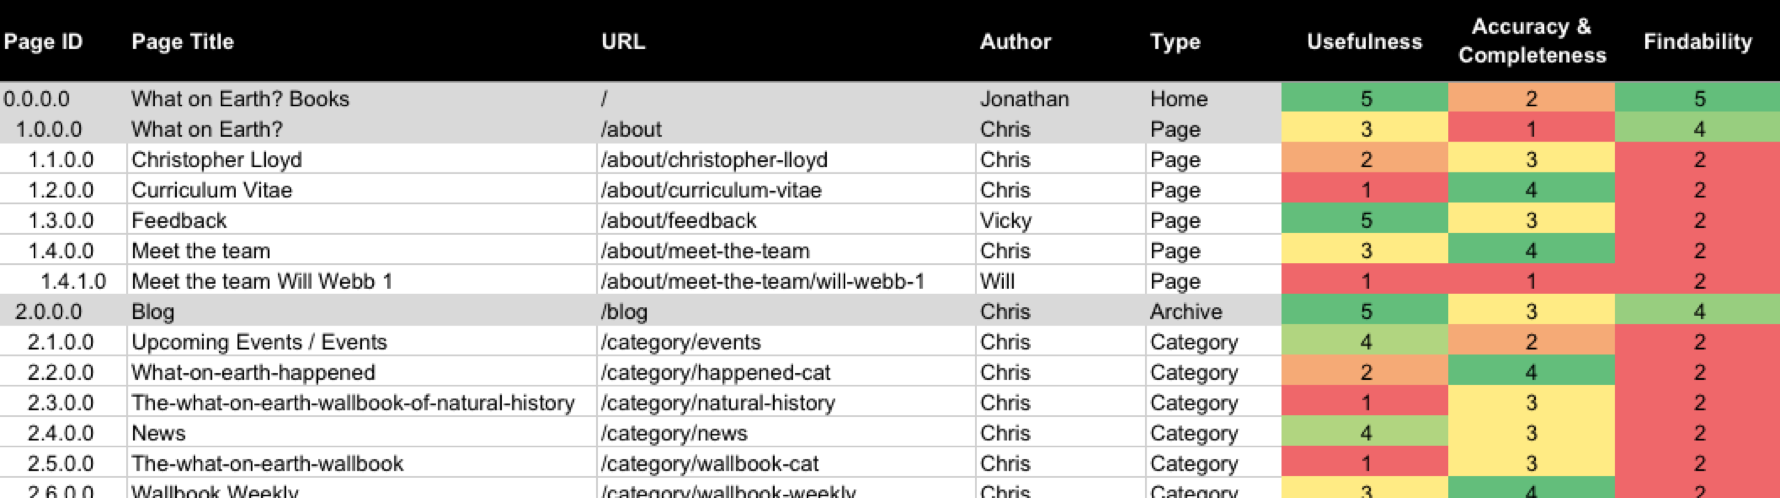 Page ID Page Title URL Author Type Usefulness Accuracy & Completeness Findability
0.0.0.0 What on Earth? Books / Jonathan Home 5 2 5
1.0.0.0 What on Earth? /about Chris Page 3 1 4
1.1.0.0 Christopher Lloyd /about/christopher-lloyd Chris Page 2 3 2
1.2.0.0 Curriculum Vitae /about/curriculum-vitae Chris Page 1 4 2
1.3.0.0 Feedback /about/feedback Vicky Page 5 3 2
1.4.0.0 Meet the team /about/meet-the-team Chris Page 3 4 2
1.4.1.0 Meet the team Will Webb 1 /about/meet-the-team/will-webb-1 Will Page 1 1 2
2.0.0.0 Blog /blog Chris Archive 5 3 4
2.1.0.0 Upcoming Events / Events /category/events Chris Category 4 2 2
2.2.0.0 What-on-earth-happened /category/happened-cat Chris Category 2 4 2
2.3.0.0 The-what-on-earth-wallbook-of-natural-history /category/natural-history Chris Category 1 3 2
2.4.0.0 News /category/news Chris Category 4 3 2
2.5.0.0 The-what-on-earth-wallbook /category/wallbook-cat Chris Category 1 3 2
2.6.0.0 Wallbook Weekly /category/wallbook-weekly Chris Category 3 4 2